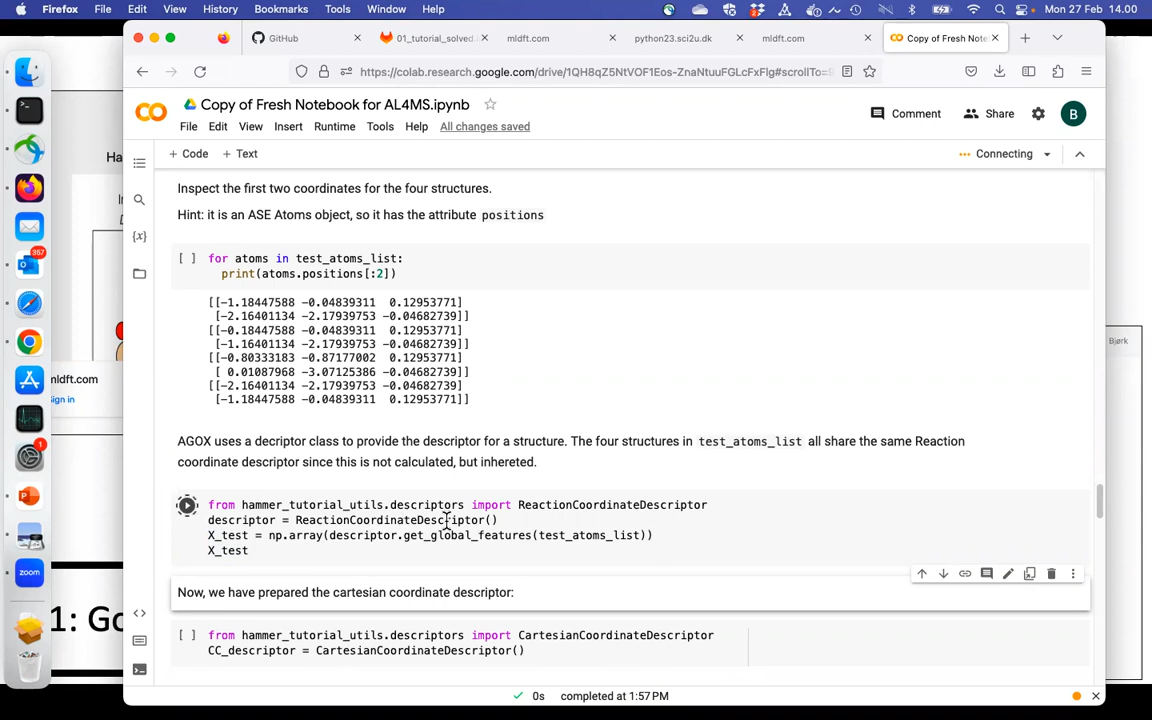 Firefox File Edit View History Bookmarks Tools Window Help Mon 27 Feb 14.00
GitHub 01_tutorial_solved. mldft.com python23.sci2u.dk mldft.com Copy of Fresh Note
https://colab.research.google.com/drive/1QH8qZ5NtVOF1Eos-ZnaNtuuFGLcFxFlg#scrollTo=
Copy of Fresh Notebook for AL4MS.ipynb
Comment Share B
File Edit View Insert Runtime Tools Help All changes saved
+ Code + Text Connecting
Inspect the first two coordinates for the four structures.
Hint: it is an ASE Atoms object, so it has the attribute positions
[ ] for atoms in test_atoms_list:
print(atoms.positions[:2])
[[-1.18447588 -0.04839311 0.12953771]
[-2.16401134 -2.17939753 -0.04682739]]
[[-0.18447588 -0.04839311 0.12953771]
[-1.16401134 -2.17939753 -0.04682739]]
[[-0.80333183 -0.87177002 0.12953771]
[ 0.01087968 -3.07125386 -0.04682739]]
[[-2.16401134 -2.17939753 -0.04682739]
[-1.18447588 -0.04839311 0.12953771]]
AGOX uses a decriptor class to provide the descriptor for a structure. The four structures in test_atoms_list all share the same Reaction
coordinate descriptor since this is not calculated, but inhereted.
from hammer_tutorial_utils.descriptors import ReactionCoordinateDescriptor
descriptor = ReactionCoordinateDescriptor()
X_test = np.array(descriptor.get_global_features(test_atoms_list))
X_test
Now, we have prepared the cartesian coordinate descriptor:
[ ] from hammer_tutorial_utils.descriptors import CartesianCoordinateDescriptor
CC_descriptor = CartesianCoordinateDescriptor()
0s completed at 1:57 PM
Ha
In
mldft.com
Sign in
1: Go
Bjørk
357
1
zoom